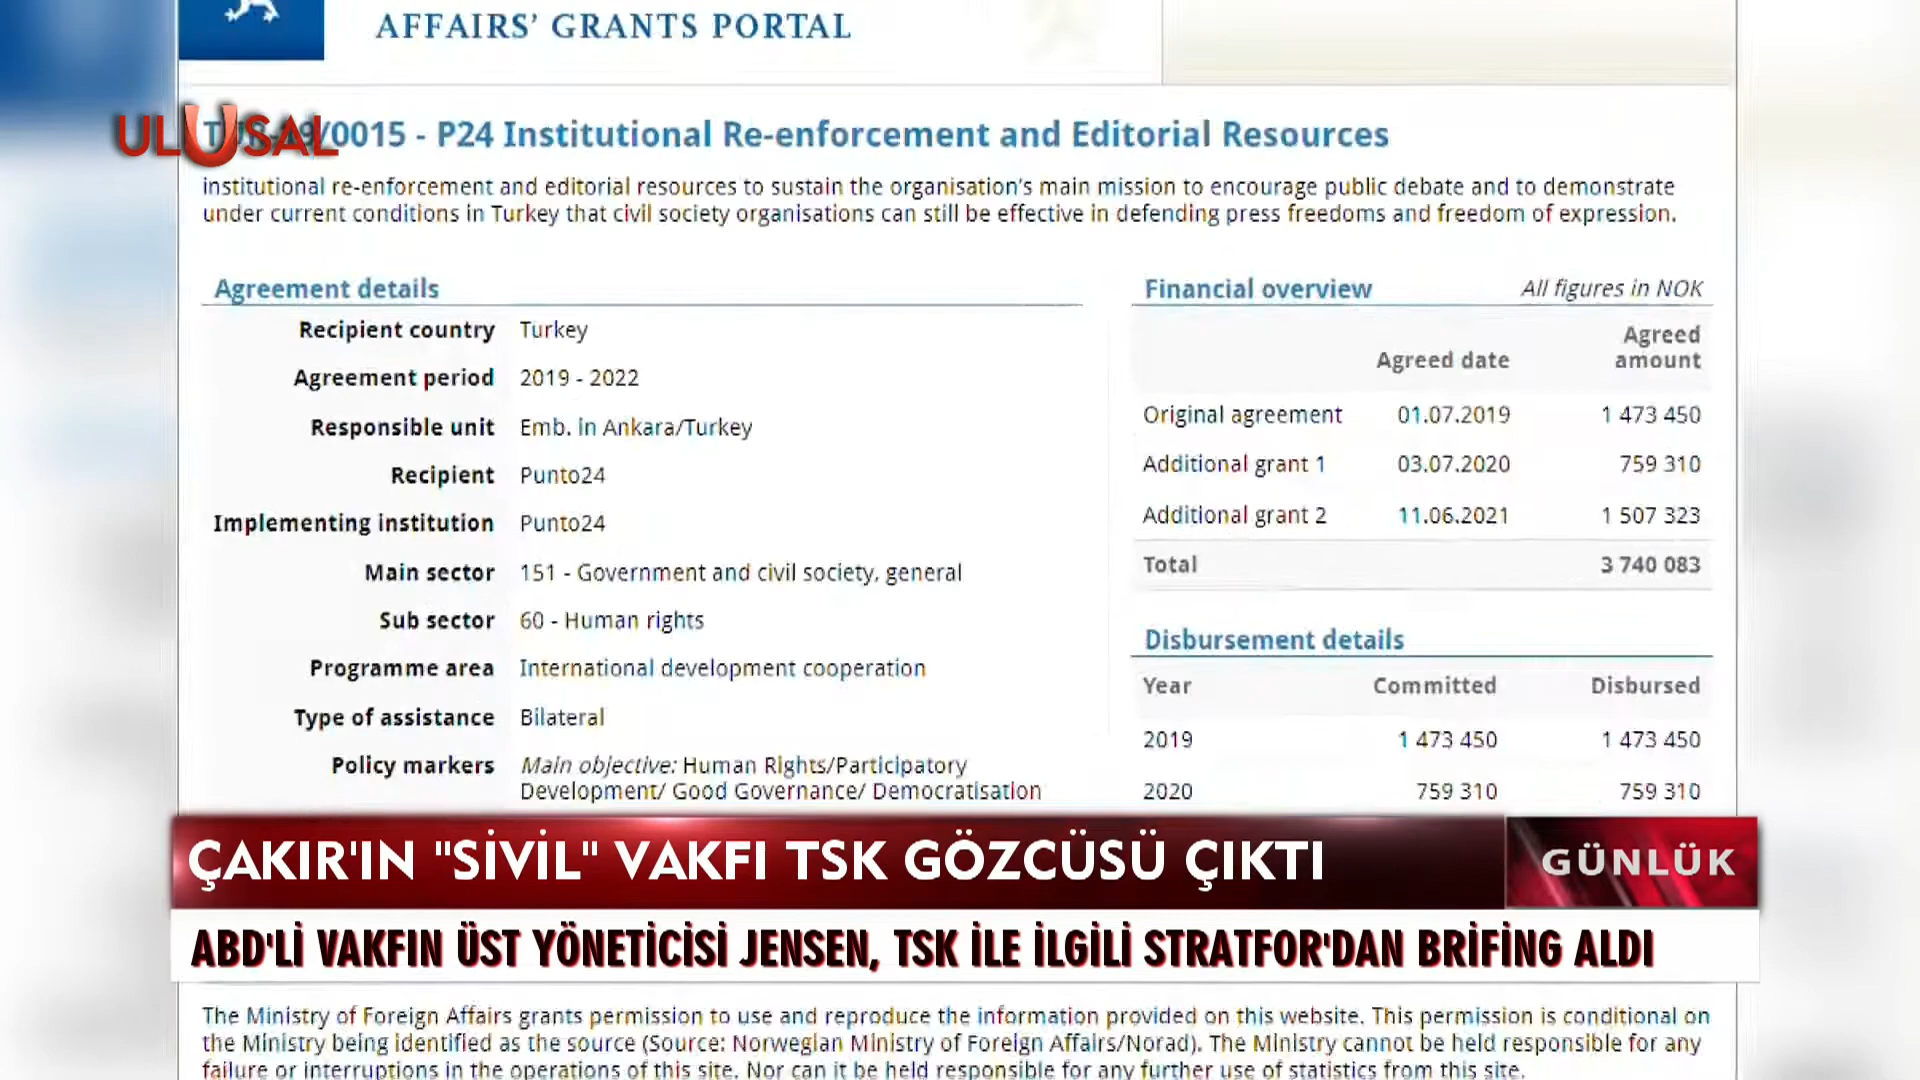 AFFAIRS' GRANTS PORTAL
ULUSAL
/0015 - P24 Institutional Re-enforcement and Editorial Resources
institutional re-enforcement and editorial resources to sustain the organisation's main mission to encourage public debate and to demonstrate
under current conditions in Turkey that civil society organisations can still be effective in defending press freedoms and freedom of expression.
Agreement details
Recipient country Turkey
Agreement period 2019 - 2022
Responsible unit Emb. in Ankara/Turkey
Recipient Punto24
Implementing institution Punto24
Main sector 151 - Government and civil society, general
Sub sector 60 - Human rights
Programme area International development cooperation
Type of assistance Bilateral
Policy markers Main objective: Human Rights/Participatory
Development/ Good Governance/ Democratisation
Financial overview All figures in NOK
Agreed date Agreed amount
Original agreement 01.07.2019 1 473 450
Additional grant 1 03.07.2020 759 310
Additional grant 2 11.06.2021 1 507 323
Total 3 740 083
Disbursement details
Year Committed Disbursed
2019 1 473 450 1 473 450
2020 759 310 759 310
ÇAKIR'IN "SİVİL" VAKFI TSK GÖZCÜSÜ ÇIKTI
GÜNLÜK
ABD'Lİ VAKFIN ÜST YÖNETİCİSİ JENSEN, TSK İLE İLGİLİ STRATFOR'DAN BRİFİNG ALDI
The Ministry of Foreign Affairs grants permission to use and reproduce the information provided on this website. This permission is conditional on
the Ministry being identified as the source (Source: Norwegian Ministry of Foreign Affairs/Norad). The Ministry cannot be held responsible for any
failure or interruptions in the operations of this site. Nor can it be held responsible for any further use of statistics from this site.